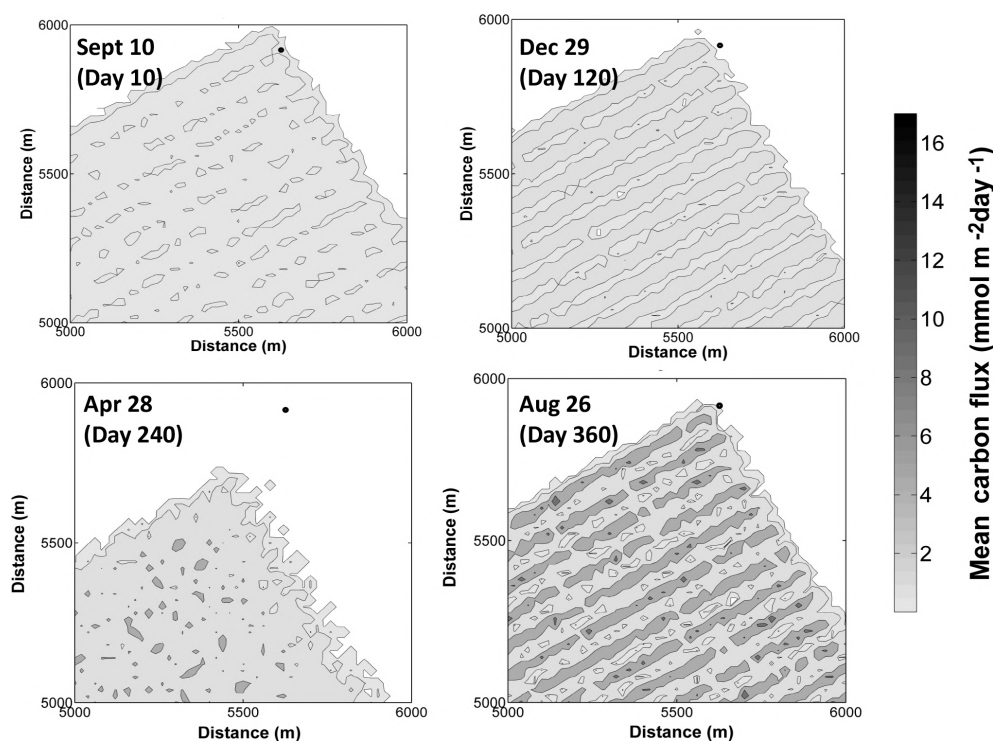 Sept 10
(Day 10)
6000
5500
5000
Distance (m)
5000
5500
6000
Distance (m)
Dec 29
(Day 120)
6000
5500
5000
Distance (m)
5000
5500
6000
Distance (m)
Apr 28
(Day 240)
6000
5500
5000
Distance (m)
5000
5500
6000
Distance (m)
Aug 26
(Day 360)
6000
5500
5000
Distance (m)
5000
5500
6000
Distance (m)
16
14
12
10
8
6
4
2
Mean carbon flux (mmol m -2day -1)